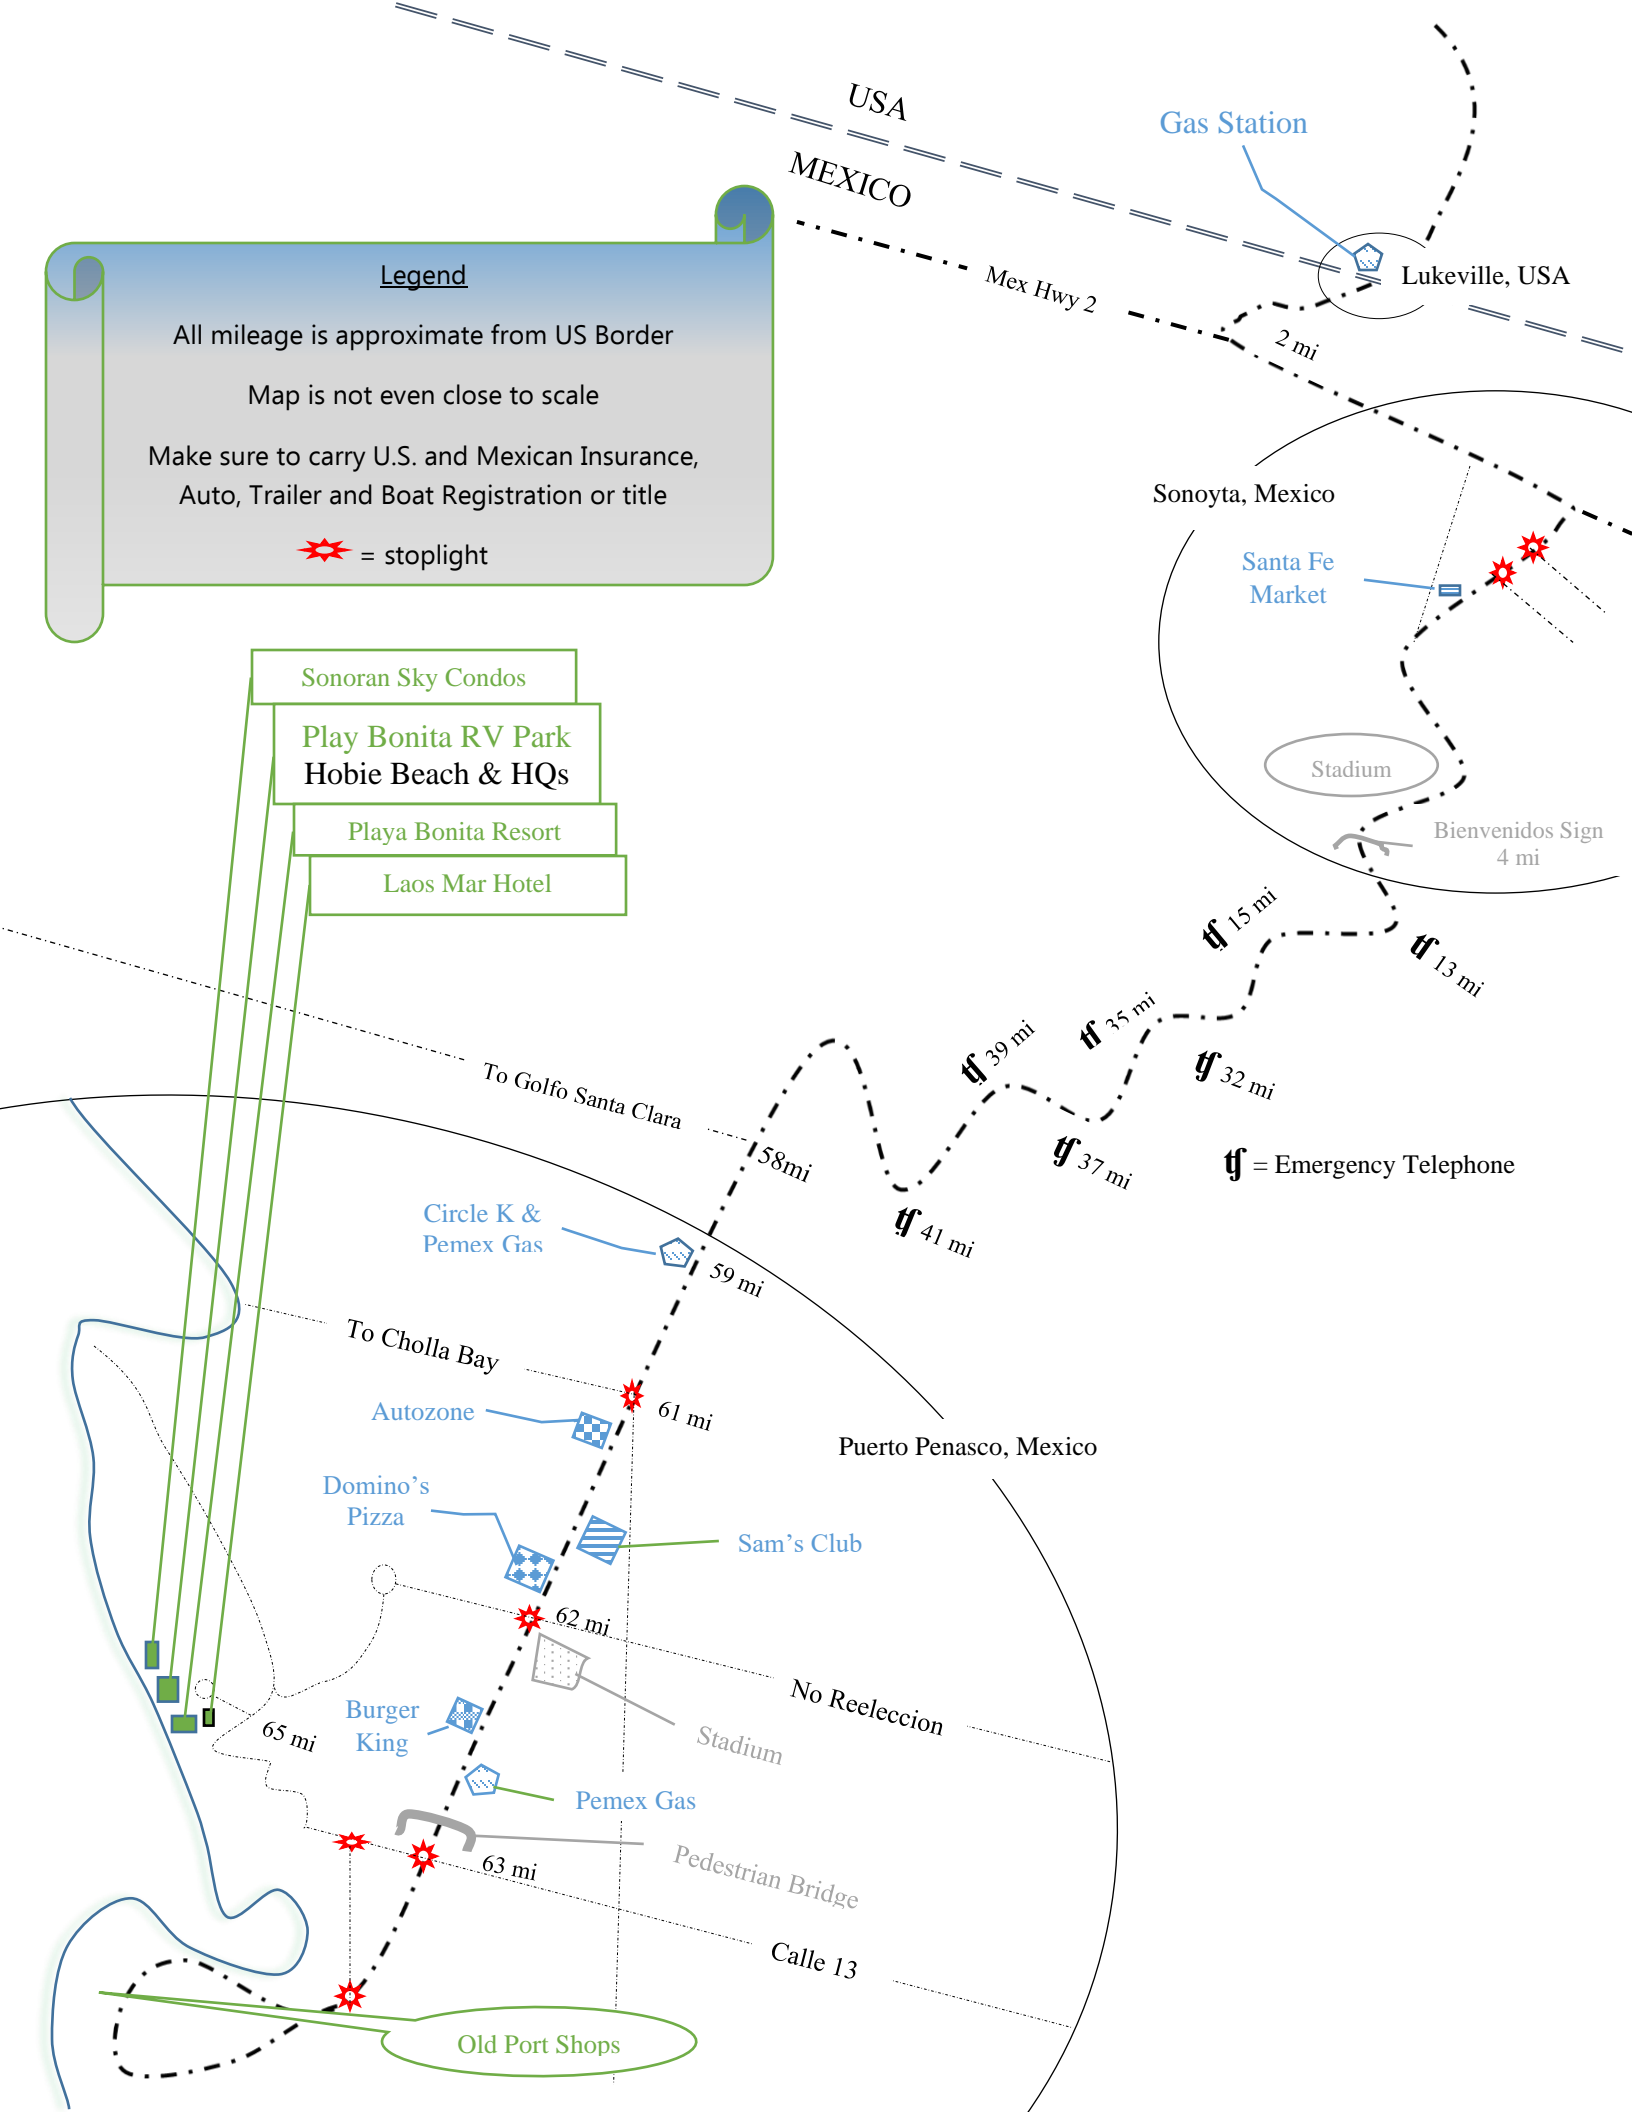 USA
MEXICO
Gas Station
Lukeville, USA
Mex Hwy 2
2 mi
Legend
All mileage is approximate from US Border
Map is not even close to scale
Make sure to carry U.S. and Mexican Insurance,
Auto, Trailer and Boat Registration or title
= stoplight
Sonoyta, Mexico
Santa Fe
Market
Stadium
Bienvenidos Sign
4 mi
Sonoran Sky Condos
Play Bonita RV Park
Hobie Beach & HQs
Playa Bonita Resort
Laos Mar Hotel
15 mi
13 mi
35 mi
39 mi
32 mi
37 mi
41 mi
= Emergency Telephone
To Golfo Santa Clara
58mi
Circle K &
Pemex Gas
59 mi
To Cholla Bay
61 mi
Autozone
Puerto Penasco, Mexico
Domino’s
Pizza
Sam’s Club
62 mi
No Reeleccion
Stadium
65 mi
Burger
King
Pemex Gas
63 mi
Pedestrian Bridge
Calle 13
Old Port Shops